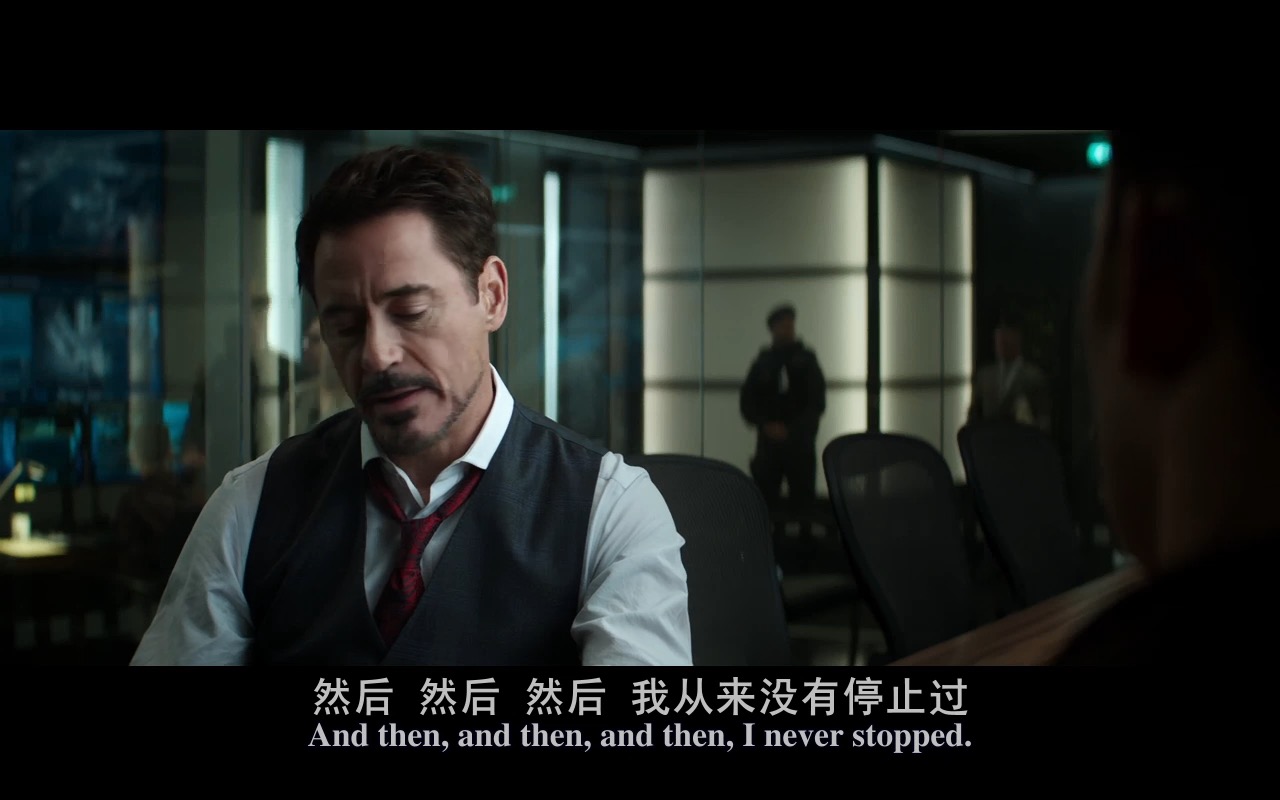 然后 然后 然后 我从来没有停止过
And then, and then, and then, I never stopped.